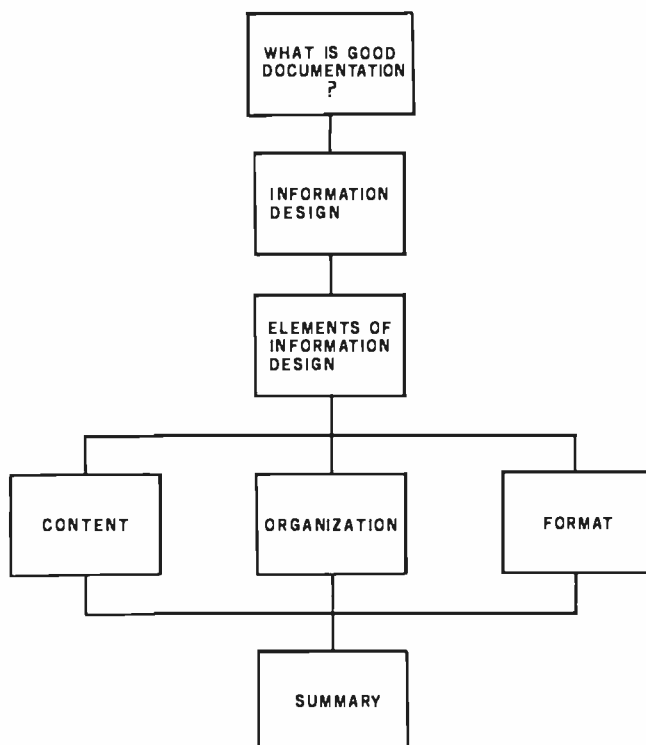 WHAT IS GOOD
DOCUMENTATION
?
INFORMATION
DESIGN
ELEMENTS OF
INFORMATION
DESIGN
CONTENT
ORGANIZATION
FORMAT
SUMMARY